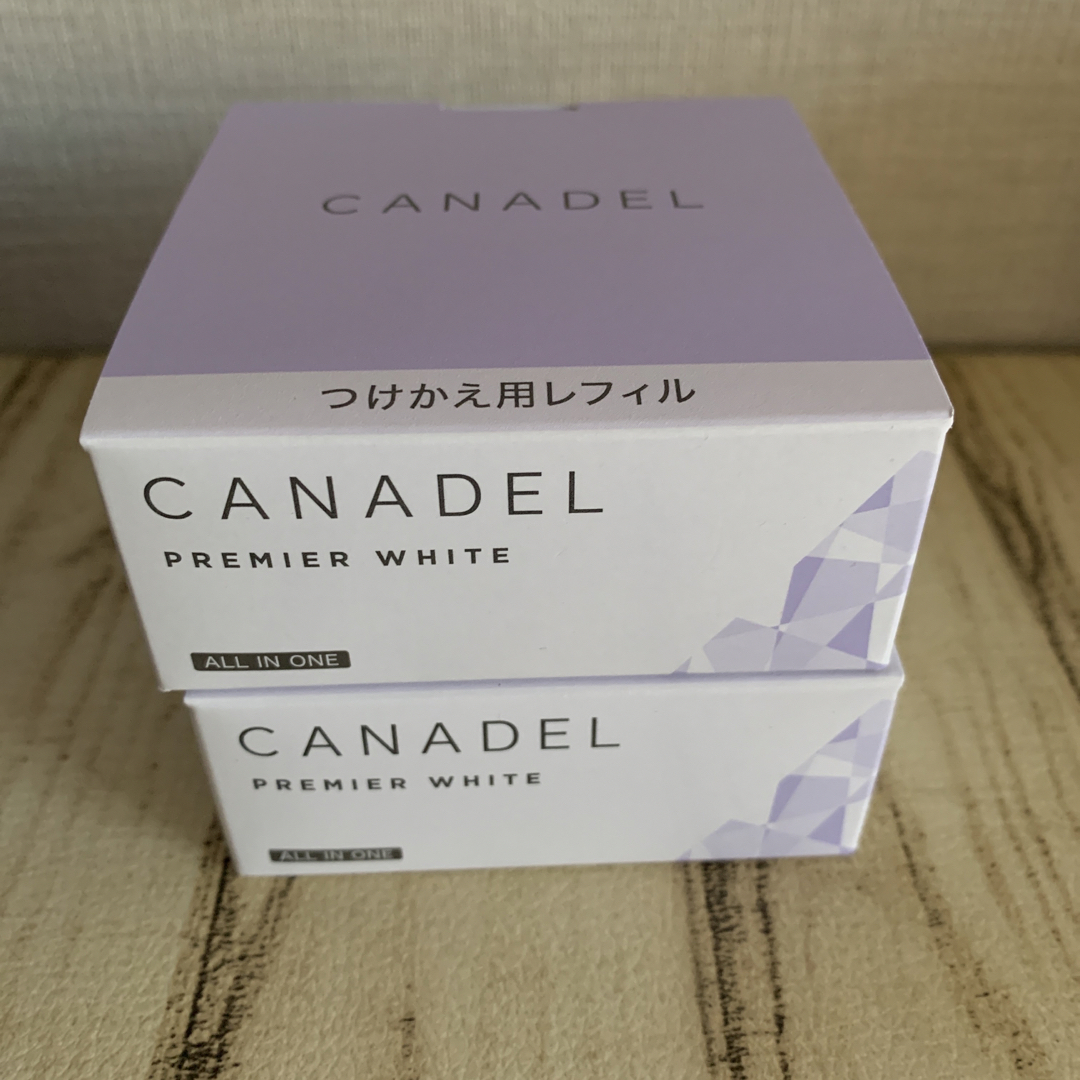 CANADEL
つけかえ用レフィル
CANADEL
PREMIER WHITE
ALL IN ONE
CANADEL
PREMIER WHITE
ALL IN ONE